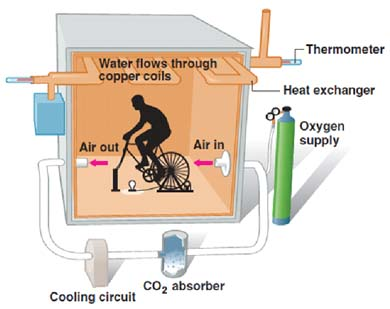 Thermometer
Water flows through
copper coils
Heat exchanger
Oxygen
supply
Air out
Air in
CO₂ absorber
Cooling circuit